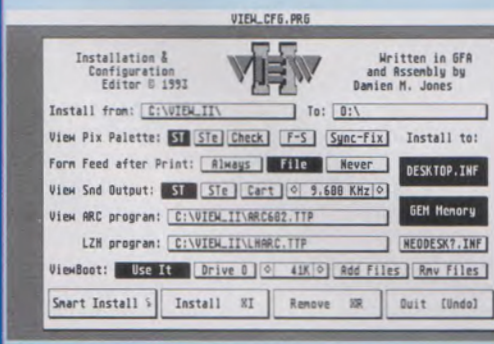 VIEW_CFG.PRG
Installation &
Configuration
Editor © 1993
VIEW II
Written in GFA
and Assembly by
Damien M. Jones
Install from: C:\VIEW_II\ To: D:\
View Pix Palette: ST STe Check F-S Sync-Fix Install to:
Form Feed after Print: Always File Never DESKTOP.INF
View Snd Output: ST STe Cart 9.600 KHz GEM Memory
View ARC program: C:\VIEW_II\ARC602.TTP
LZH program: C:\VIEW_II\LHARC.TTP NEODESK?.INF
ViewBoot: Use It Drive D 41K Add Files Rmv Files
Smart Install Install ⌘I Remove ⌘R Quit [Undo]